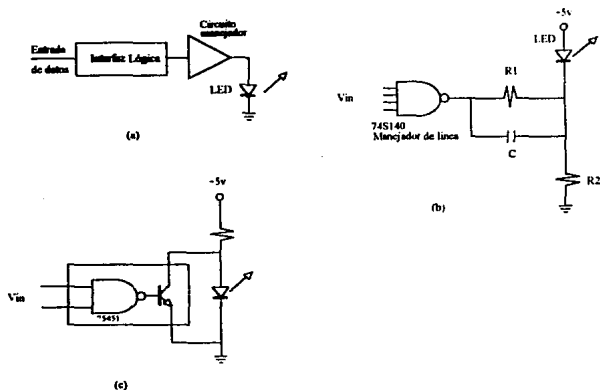 Entrada
de datos
Interfaz Lógica
Circuito
manejador
LED
(a)
+5v
LED
Vin
R1
74S140
Manejador de linea
C
R2
(b)
+5v
Vin
75451
(c)